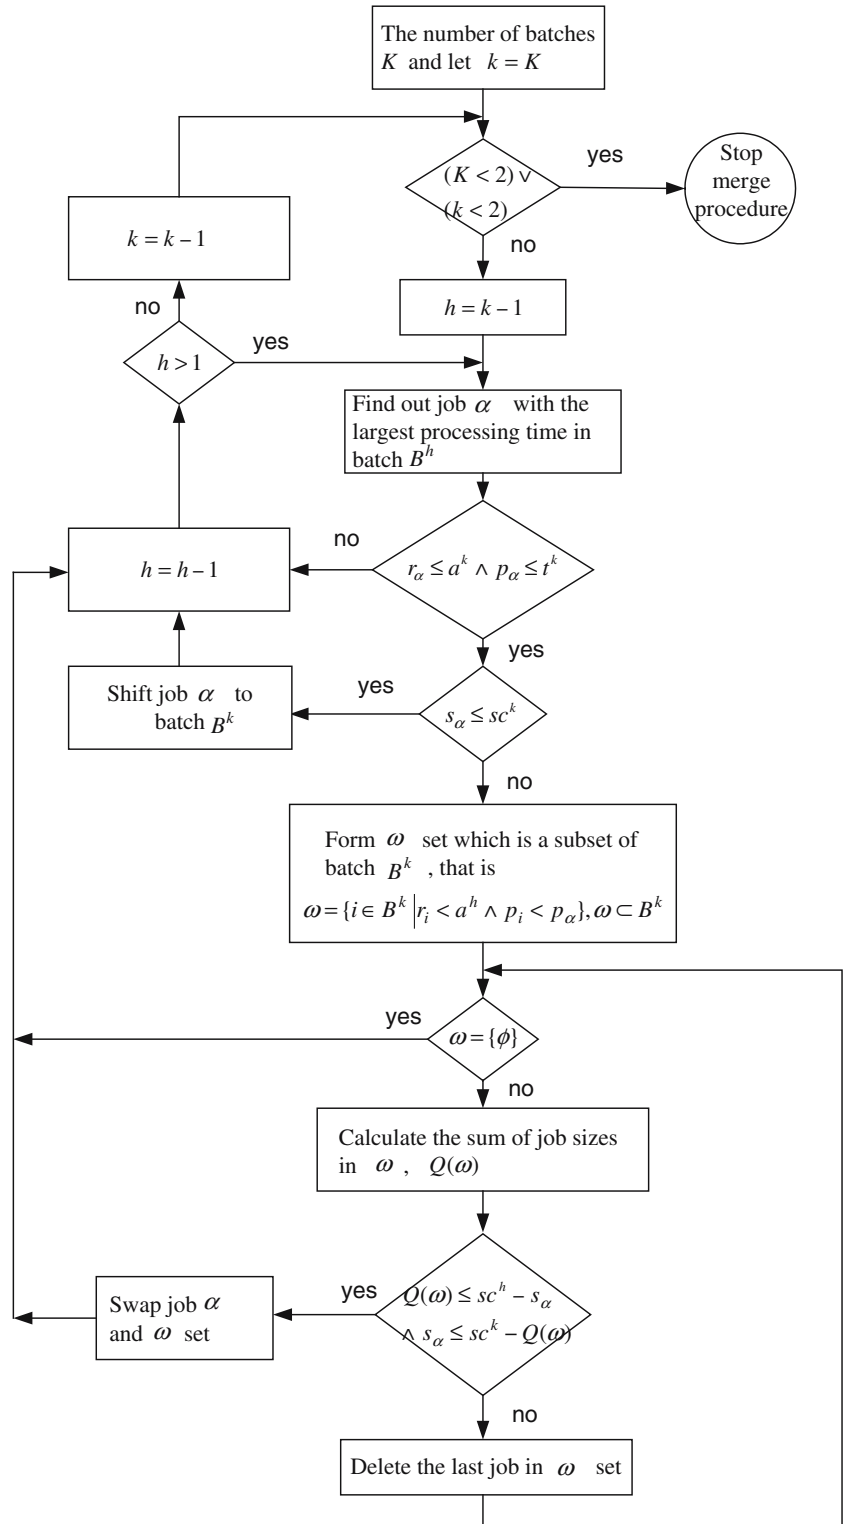 The number of batches
K and let k = K
yes
(K < 2) ∨
(k < 2)
Stop
merge
procedure
no
k = k − 1
h = k − 1
no
h > 1
yes
Find out job α with the
largest processing time in
batch B^h
no
h = h − 1
r_α ≤ a^k ∧ p_α ≤ t^k
yes
Shift job α to
batch B^k
yes
s_α ≤ sc^k
no
Form ω set which is a subset of
batch B^k , that is
ω = {i ∈ B^k | r_i < a^h ∧ p_i < p_α}, ω ⊂ B^k
yes
ω = {ϕ}
no
Calculate the sum of job sizes
in ω , Q(ω)
Swap job α
and ω set
yes
Q(ω) ≤ sc^h − s_α
∧ s_α ≤ sc^k − Q(ω)
no
Delete the last job in ω set